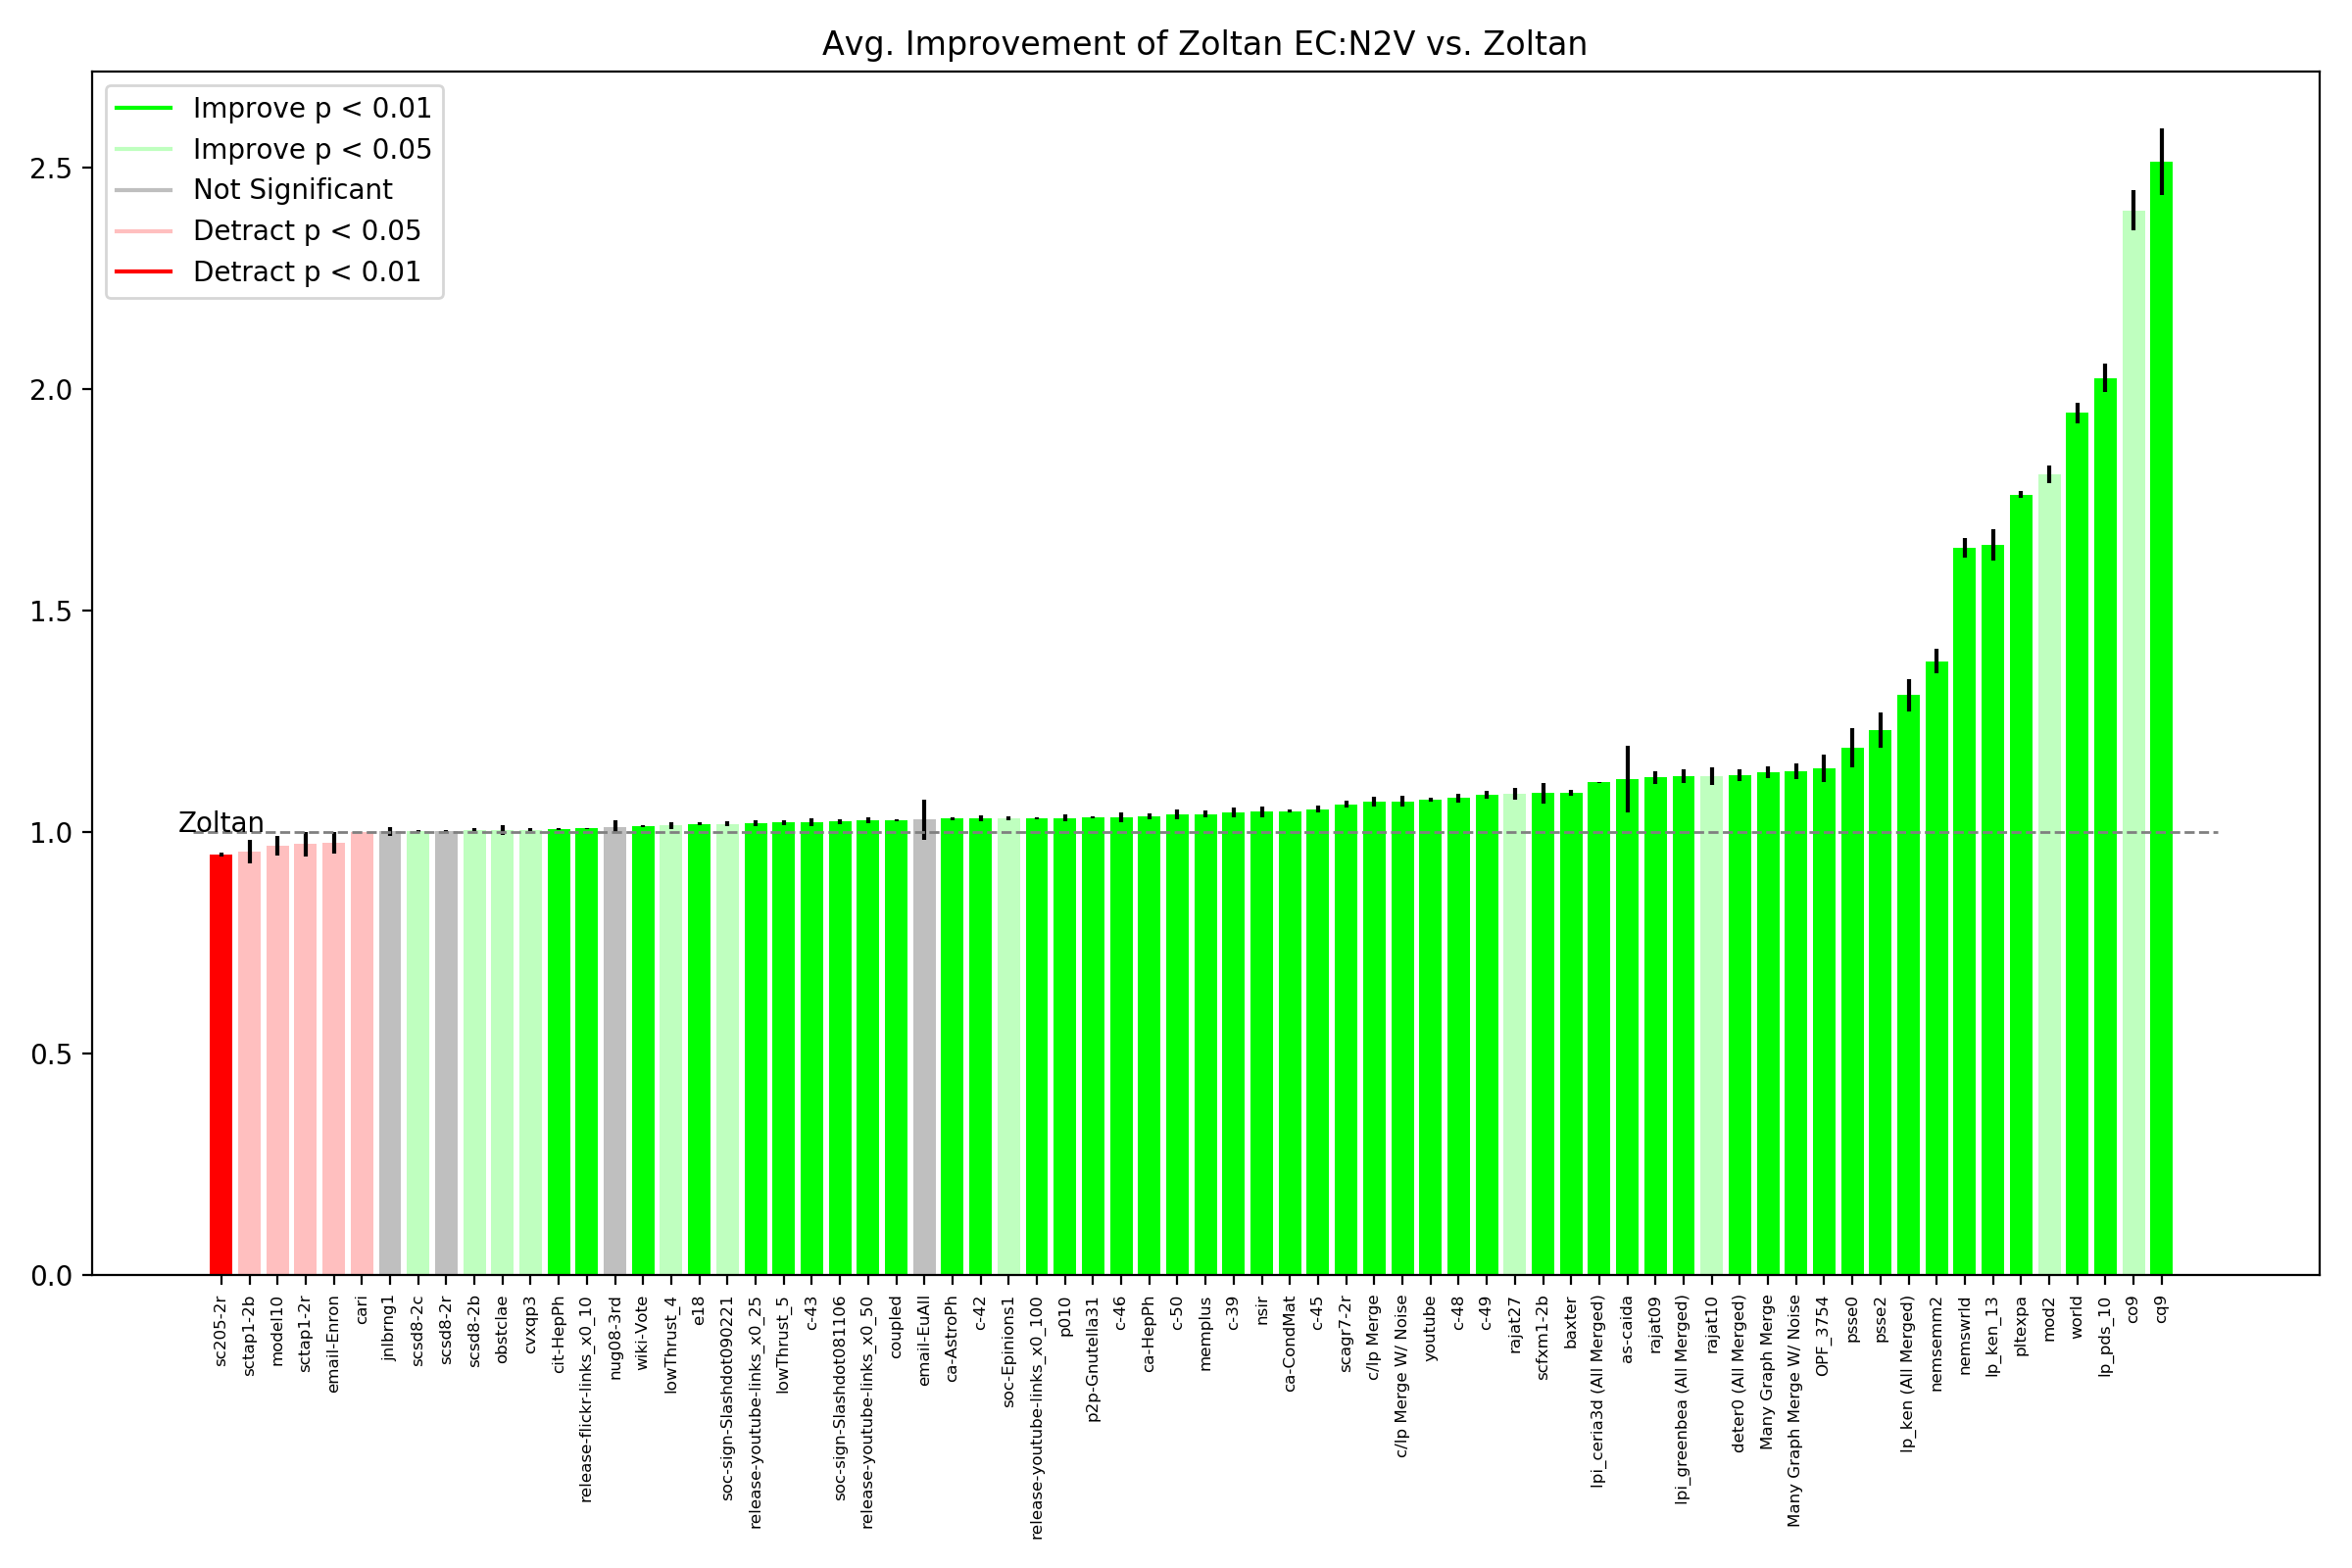 Avg. Improvement of Zoltan EC:N2V vs. Zoltan
Improve p < 0.01
Improve p < 0.05
Not Significant
Detract p < 0.05
Detract p < 0.01
2.5
2.0
1.5
1.0
0.5
0.0
Zoltan
sc205-2r
sctap1-2b
model10
sctap1-2r
email-Enron
cari
jnlbrng1
scsd8-2c
scsd8-2r
scsd8-2b
obstclae
cvxqp3
cit-HepPh
release-flickr-links_x0_10
nug08-3rd
wiki-Vote
lowThrust_4
e18
soc-sign-Slashdot090221
release-youtube-links_x0_25
lowThrust_5
c-43
soc-sign-Slashdot081106
release-youtube-links_x0_50
coupled
email-EuAll
ca-AstroPh
c-42
soc-Epinions1
release-youtube-links_x0_100
p010
p2p-Gnutella31
c-46
ca-HepPh
c-50
memplus
c-39
nsir
ca-CondMat
c-45
scagr7-2r
c/lp Merge
c/lp Merge W/ Noise
youtube
c-48
c-49
rajat27
scfxm1-2b
baxter
lpi_ceria3d (All Merged)
as-caida
rajat09
lpi_greenbea (All Merged)
rajat10
deter0 (All Merged)
Many Graph Merge
Many Graph Merge W/ Noise
OPF_3754
psse0
psse2
lp_ken (All Merged)
nemsemm2
nemswrld
lp_ken_13
pltexpa
mod2
world
lp_pds_10
co9
cq9